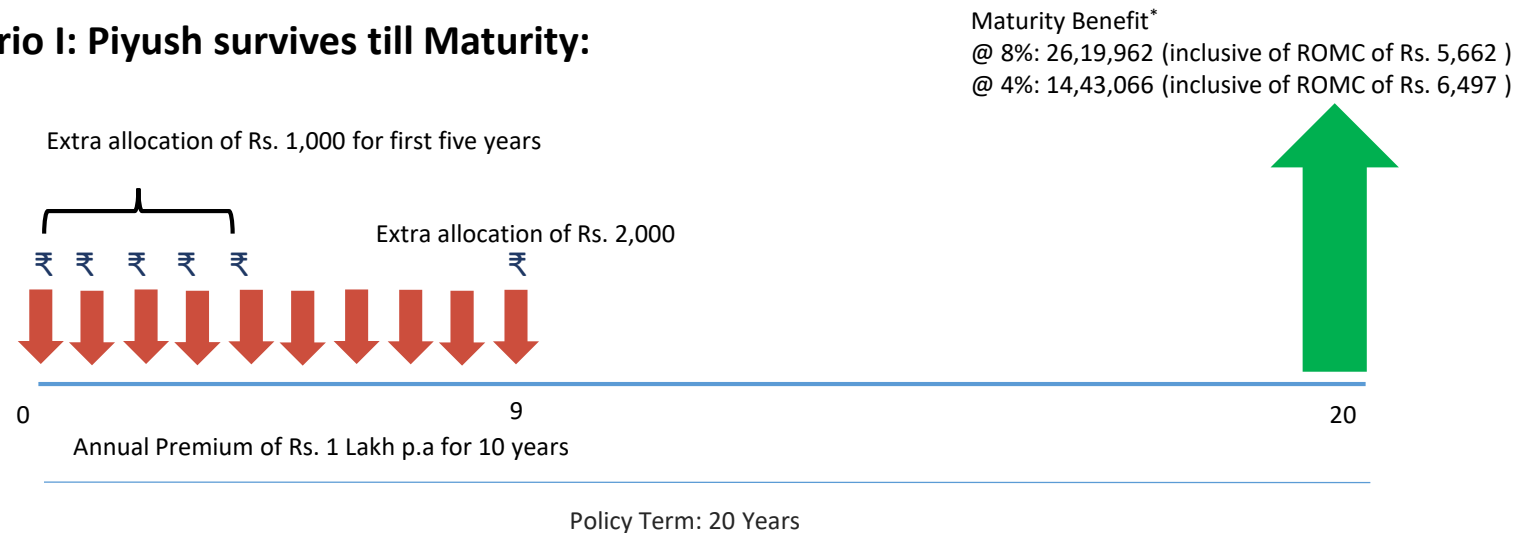 rio I: Piyush survives till Maturity:
Maturity Benefit*
@ 8%: 26,19,962 (inclusive of ROMC of Rs. 5,662 )
@ 4%: 14,43,066 (inclusive of ROMC of Rs. 6,497 )
Extra allocation of Rs. 1,000 for first five years
Extra allocation of Rs. 2,000
₹ ₹ ₹ ₹ ₹ ₹
0 9 20
Annual Premium of Rs. 1 Lakh p.a for 10 years
Policy Term: 20 Years